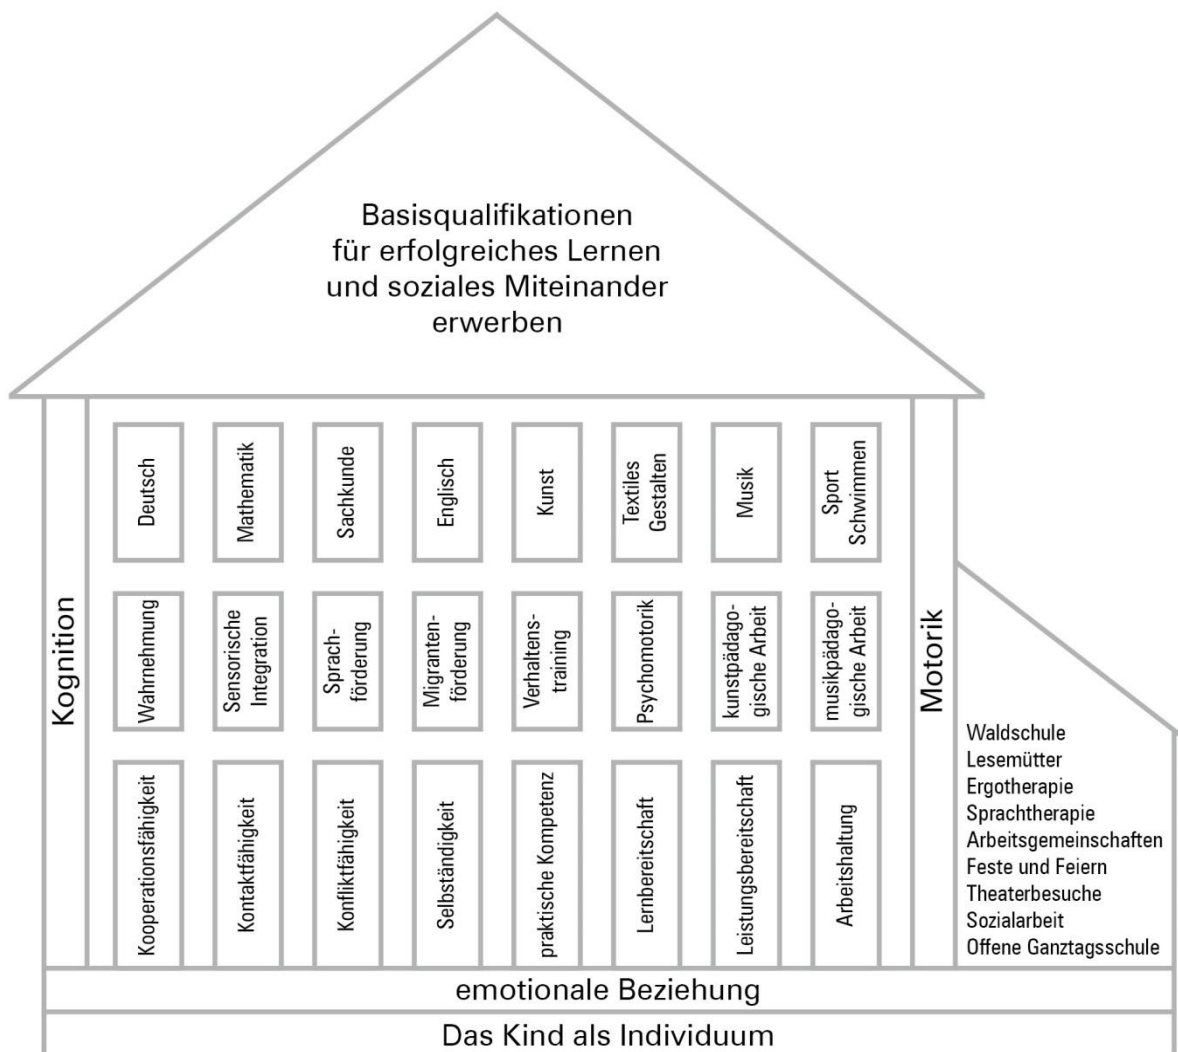 Basisqualifikationen
für erfolgreiches Lernen
und soziales Miteinander
erwerben
Kognition
Deutsch
Mathematik
Sachkunde
Englisch
Kunst
Textiles
Gestalten
Musik
Sport
Schwimmen
Wahrnehmung
Sensorische
Integration
Sprach-
förderung
Migranten-
förderung
Verhaltens-
training
Psychomotorik
kunstpädago-
gische Arbeit
musikpädago-
gische Arbeit
Kooperationsfähigkeit
Kontaktfähigkeit
Konfliktfähigkeit
Selbständigkeit
praktische Kompetenz
Lernbereitschaft
Leistungsbereitschaft
Arbeitshaltung
Motorik
Waldschule
Lesemütter
Ergotherapie
Sprachtherapie
Arbeitsgemeinschaften
Feste und Feiern
Theaterbesuche
Sozialarbeit
Offene Ganztagsschule
emotionale Beziehung
Das Kind als Individuum